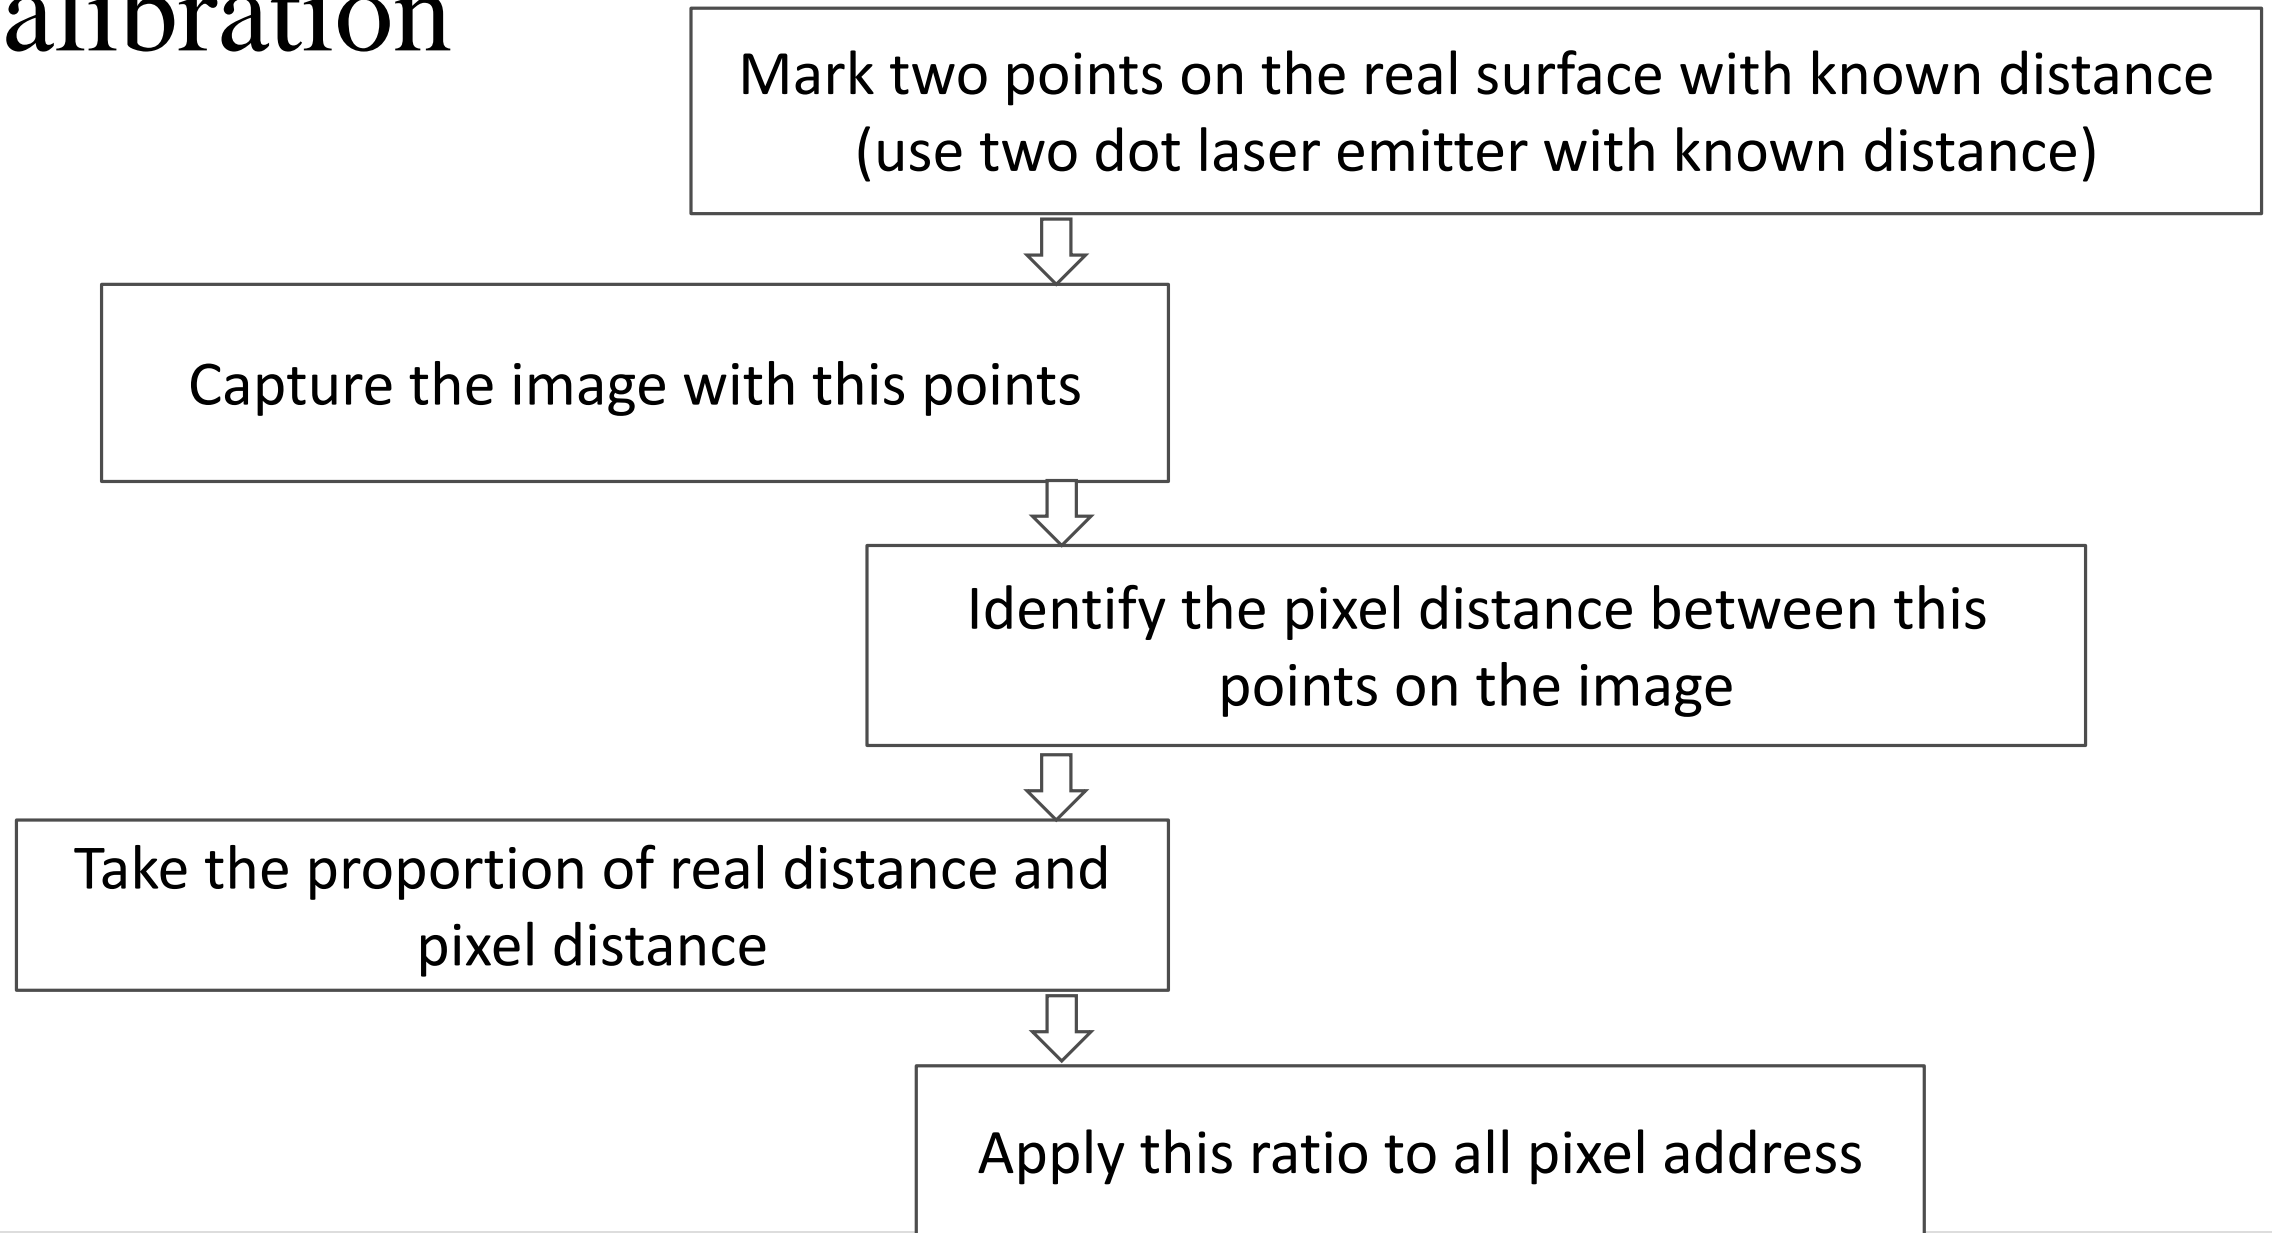 alibration
Mark two points on the real surface with known distance
(use two dot laser emitter with known distance)
Capture the image with this points
Identify the pixel distance between this
points on the image
Take the proportion of real distance and
pixel distance
Apply this ratio to all pixel address